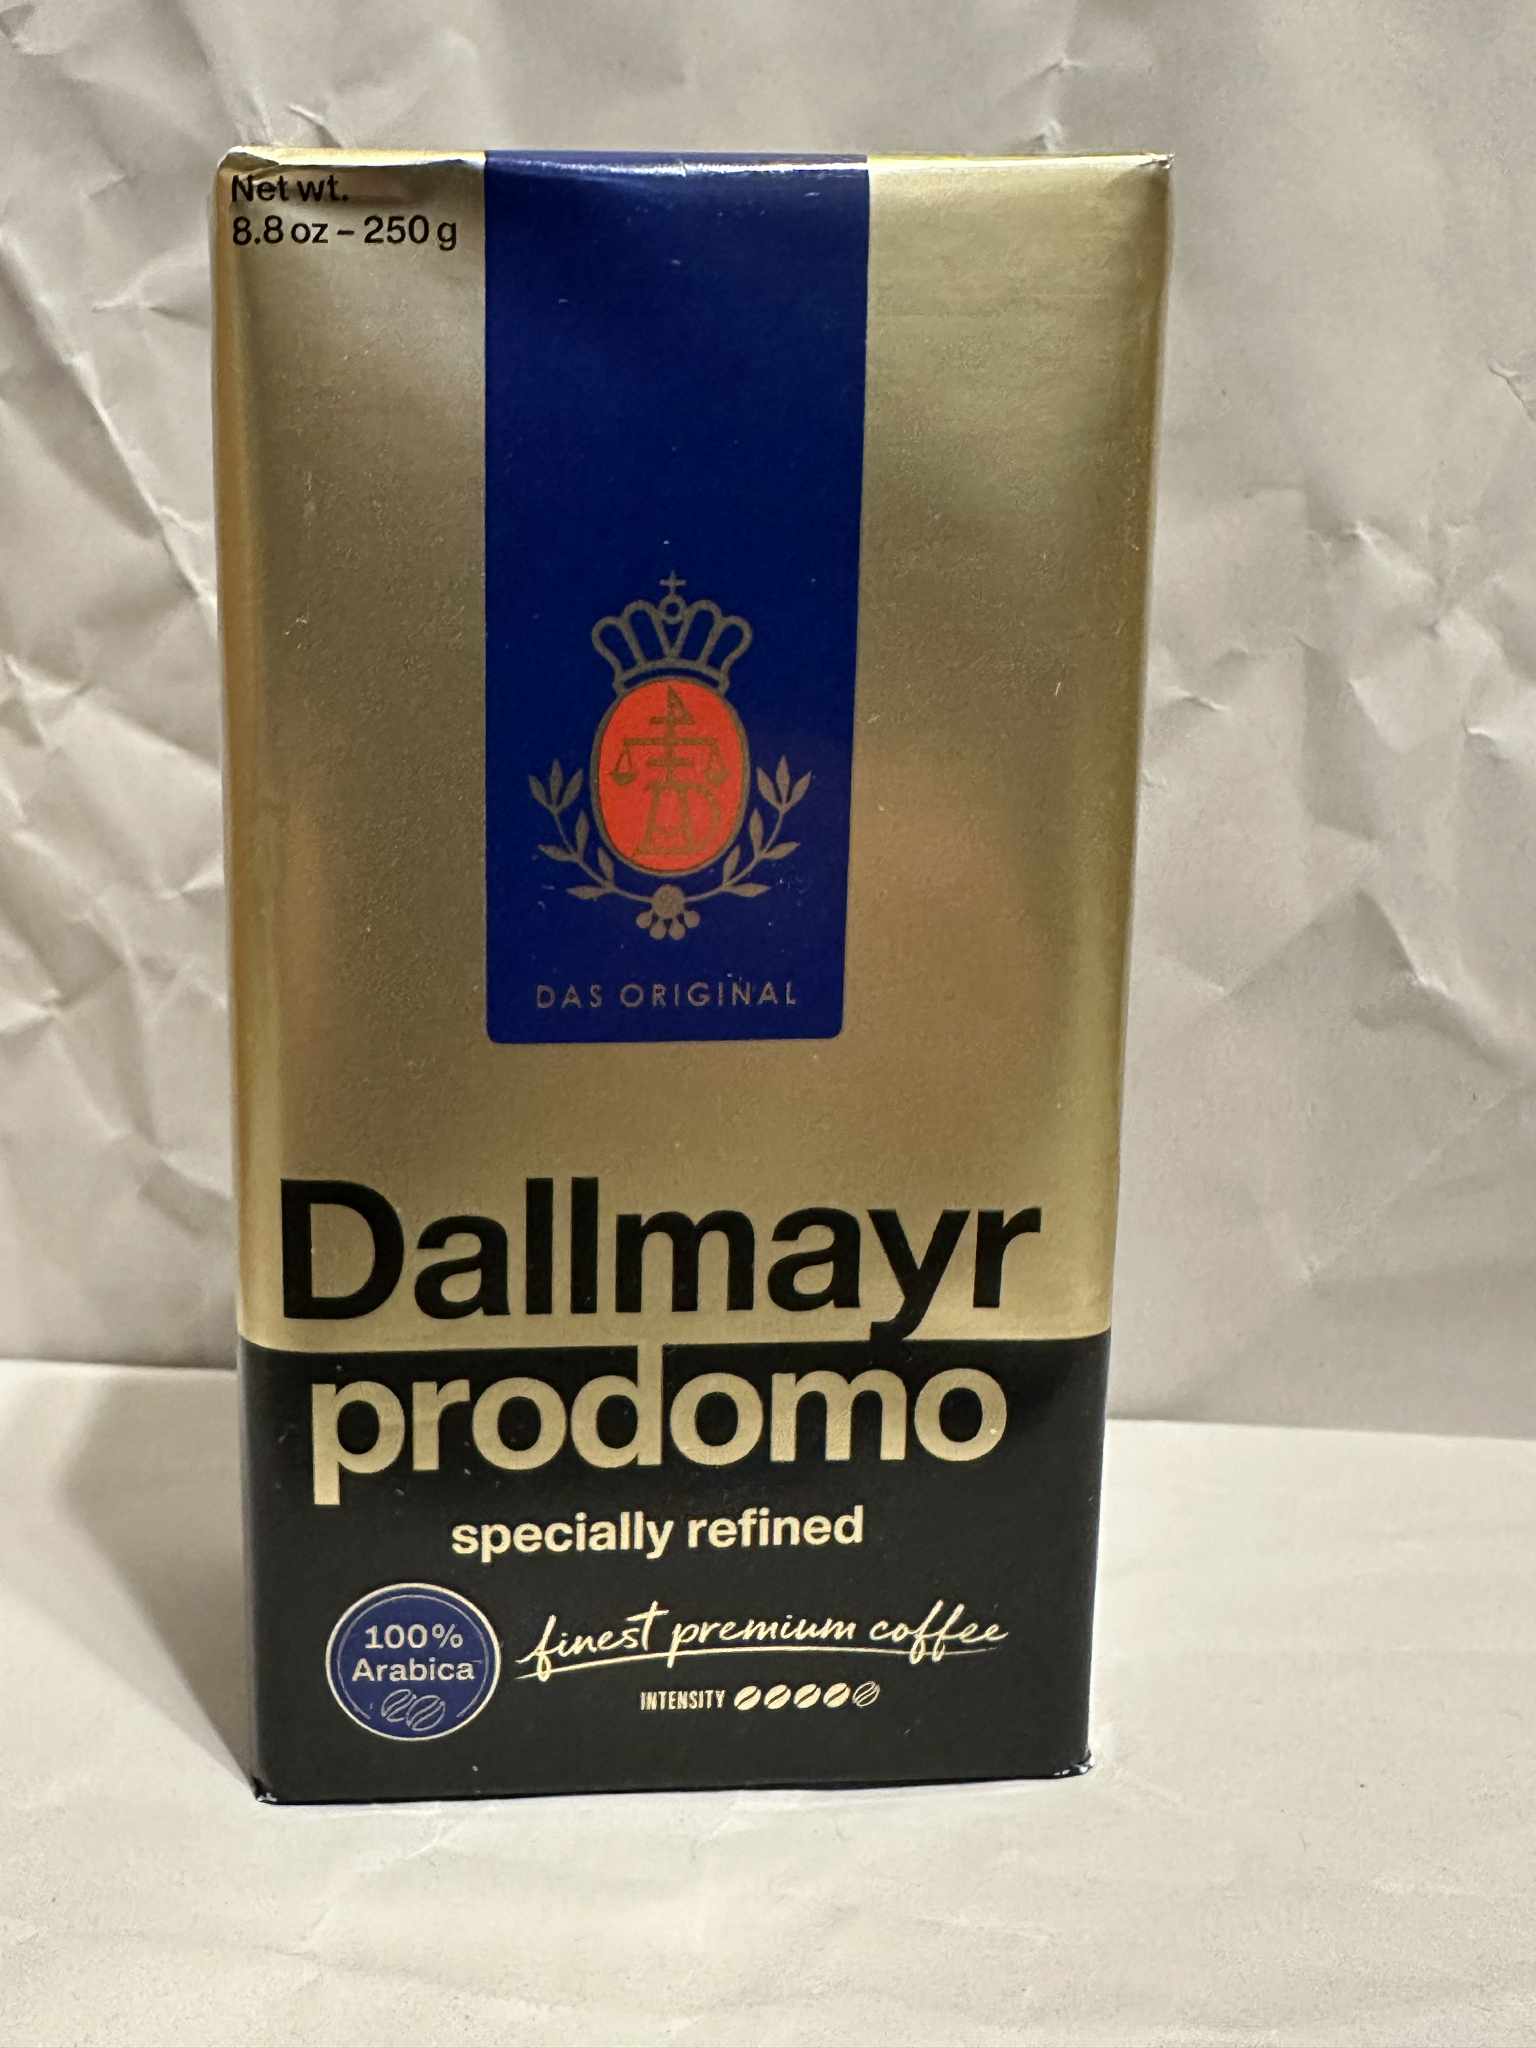 Net wt.
8.8 oz – 250 g
DAS ORIGINAL
Dallmayr
prodomo
specially refined
100%
Arabica
finest premium coffee
INTENSITY